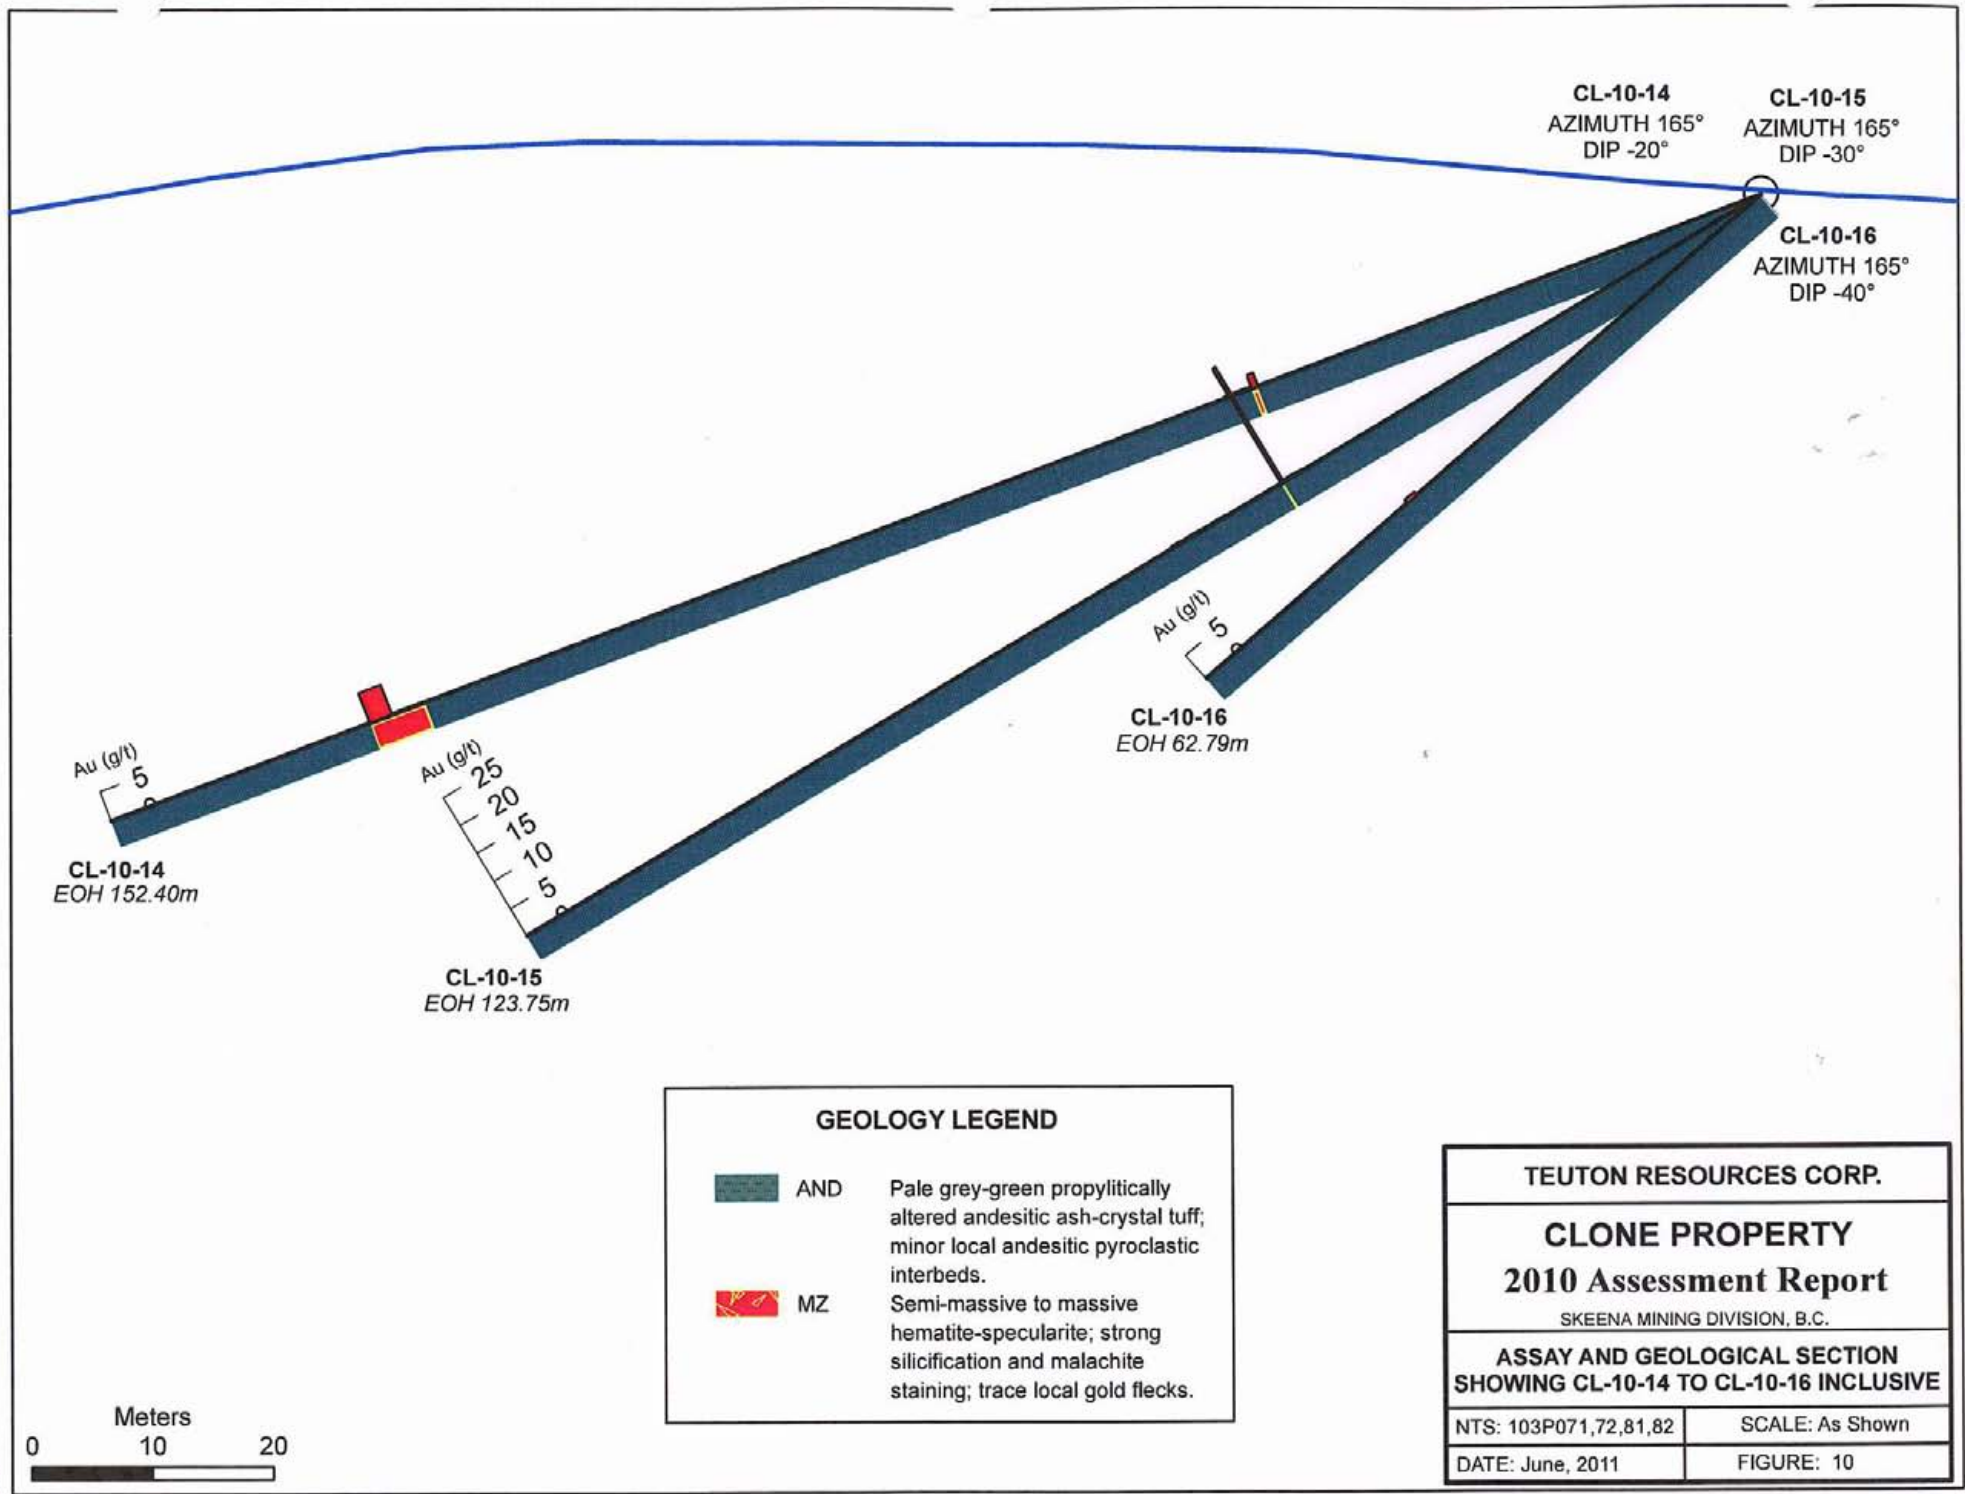 CL-10-14
AZIMUTH 165°
DIP -20°
CL-10-15
AZIMUTH 165°
DIP -30°
CL-10-16
AZIMUTH 165°
DIP -40°
Au (g/t)
5
0
CL-10-16
EOH 62.79m
Au (g/t)
5
0
CL-10-14
EOH 152.40m
Au (g/t)
25
20
15
10
5
0
CL-10-15
EOH 123.75m
GEOLOGY LEGEND
AND
Pale grey-green propylitically
altered andesitic ash-crystal tuff;
minor local andesitic pyroclastic
interbeds.
MZ
Semi-massive to massive
hematite-specularite; strong
silicification and malachite
staining; trace local gold flecks.
Meters
0 10 20
TEUTON RESOURCES CORP.
CLONE PROPERTY
2010 Assessment Report
SKEENA MINING DIVISION, B.C.
ASSAY AND GEOLOGICAL SECTION
SHOWING CL-10-14 TO CL-10-16 INCLUSIVE
NTS: 103P071,72,81,82
SCALE: As Shown
DATE: June, 2011
FIGURE: 10